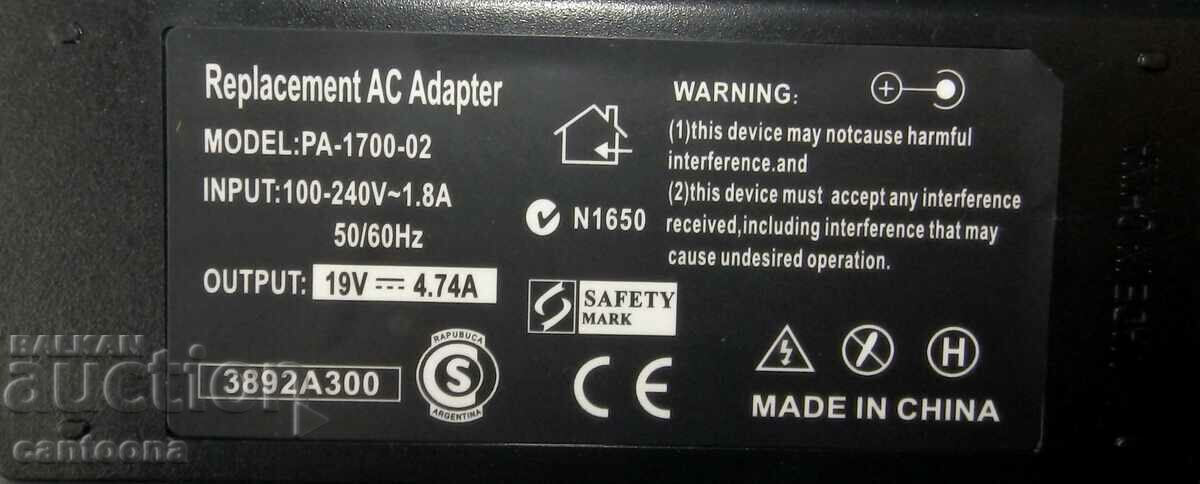 Replacement AC Adapter
MODEL:PA-1700-02
INPUT:100-240V~1.8A
50/60Hz
OUTPUT: 19V 4.74A
3892A300
RAPUBUCA
S
ARGENTINA
N1650
SAFETY
MARK
CE
WARNING:
(1)this device may notcause harmful
interference.and
(2)this device must accept any interference
received,including interference that may
cause undesired operation.
H
MADE IN CHINA
BALKAN
auction
cantoona